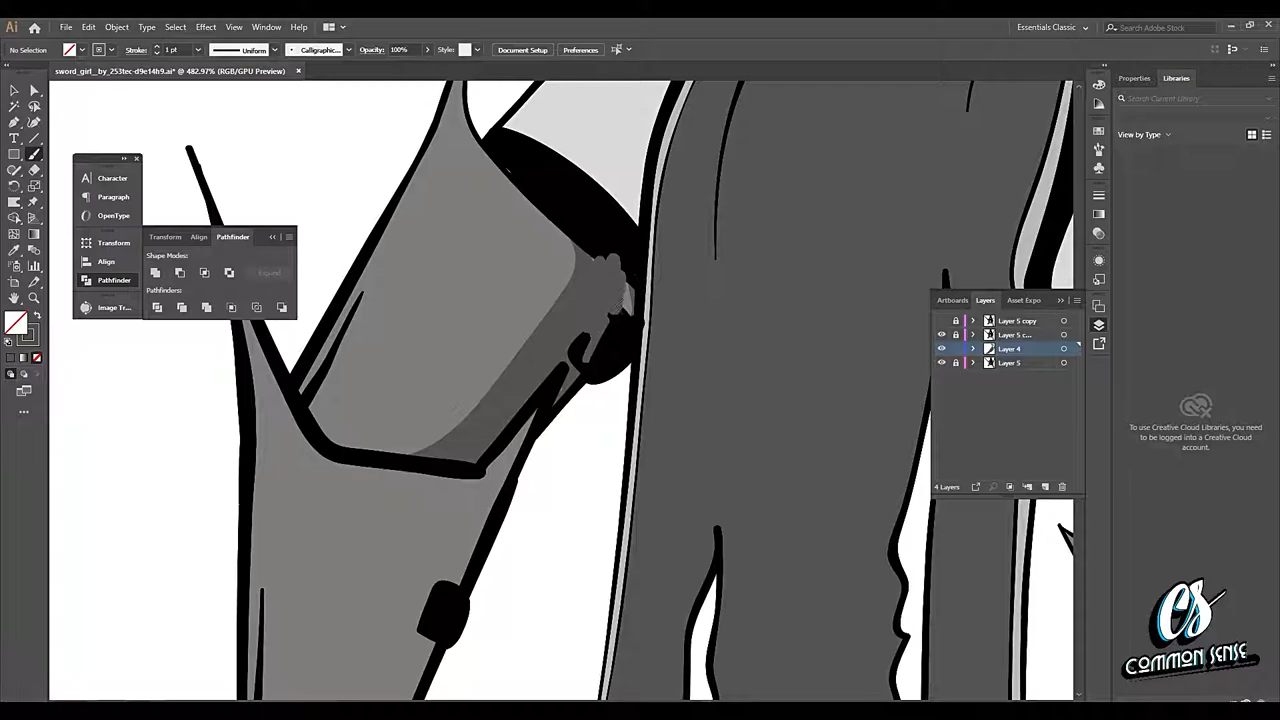 Ai File Edit Object Type Select Effect View Window Help Essentials Classic Search Adobe Stock
No Selection Stroke: 1 pt Uniform Calligraphic... Opacity: 100% Style: Document Setup Preferences
sword_girl__by_253tec-d9e14h9.ai* @ 482.97% (RGB/GPU Preview)
Properties Libraries
Search Current Library
View by Type
Character
Paragraph
OpenType
Transform
Align
Pathfinder
Image Tr...
Transform Align Pathfinder
Shape Modes:
Expand
Pathfinders:
Artboards Layers Asset Expo
Layer 5 copy
Layer 5 c...
Layer 4
Layer 5
4 Layers
To use Creative Cloud Libraries, you need
to be logged into a Creative Cloud
account.
CS
COMMON SENSE